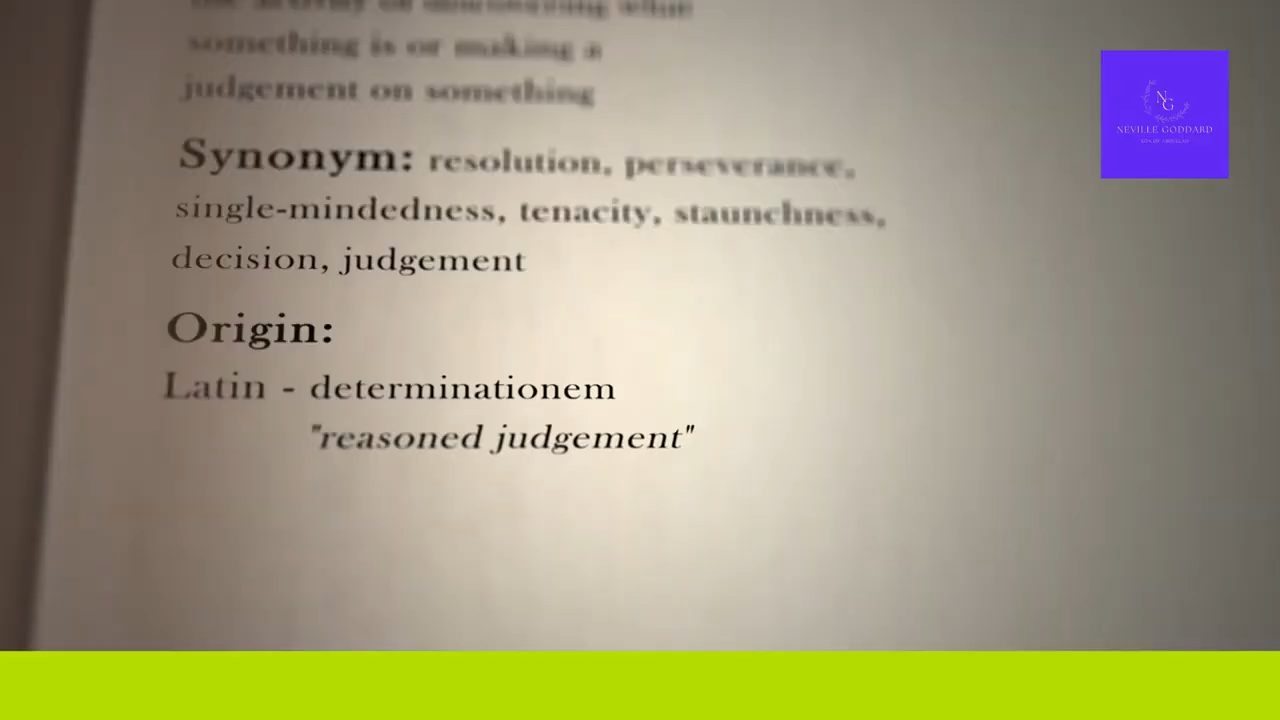 something is or making a
judgement on something
Synonym: resolution, perseverance,
single-mindedness, tenacity, staunchness,
decision, judgement
Origin:
Latin - determinationem
"reasoned judgement"
NG
NEVILLE GODDARD